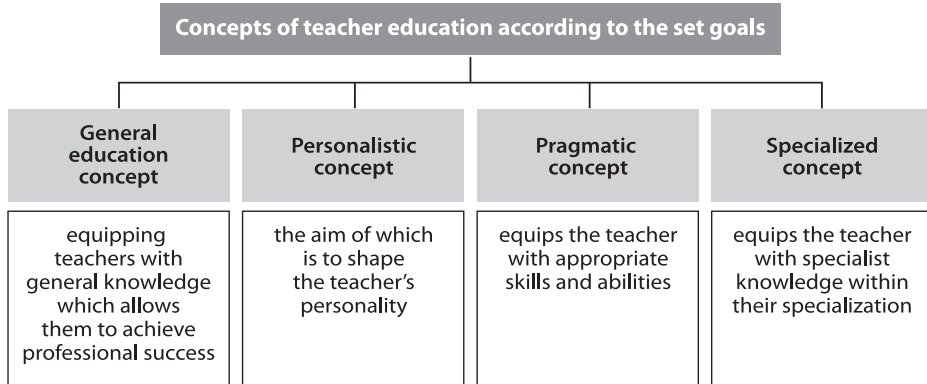 Concepts of teacher education according to the set goals
General
education
concept
equipping
teachers with
general knowledge
which allows
them to achieve
professional success
Personalistic
concept
the aim of which
is to shape
the teacher's
personality
Pragmatic
concept
equips the teacher
with appropriate
skills and abilities
Specialized
concept
equips the teacher
with specialist
knowledge within
their specialization